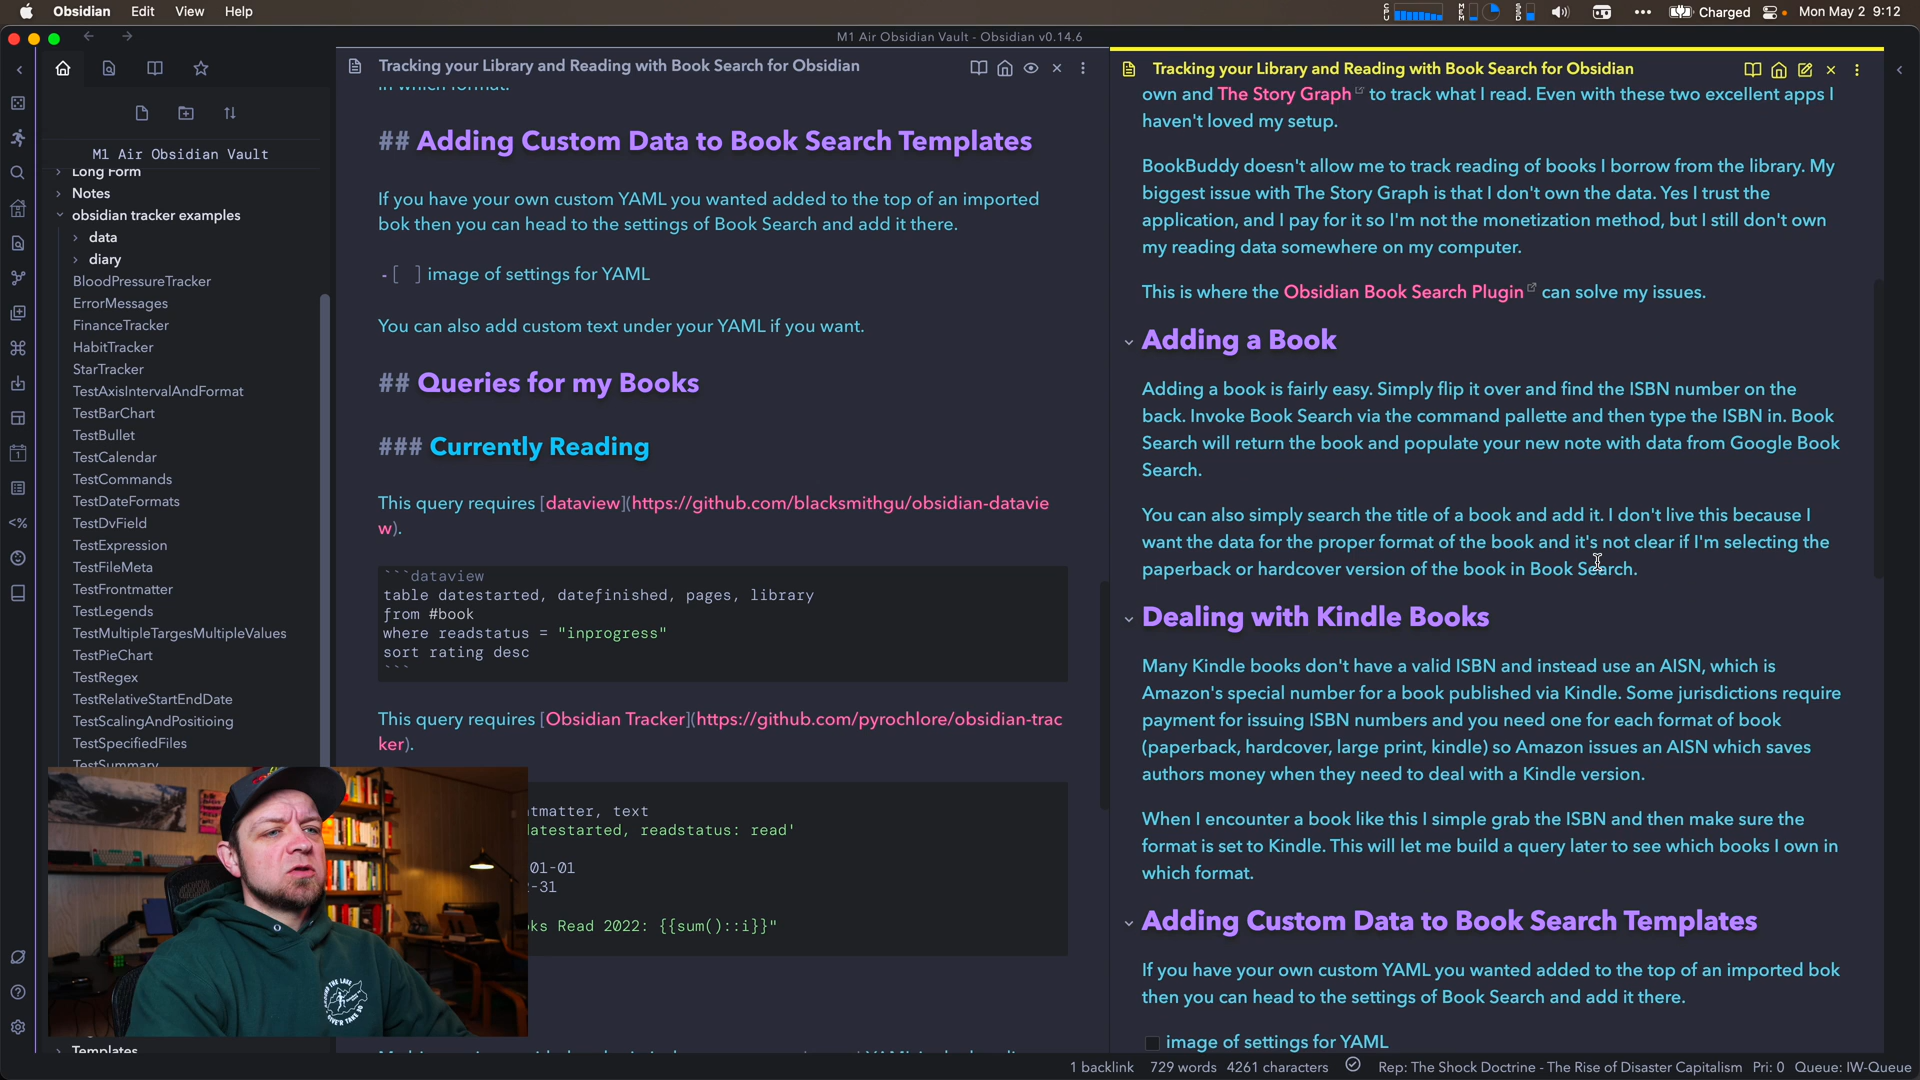 Obsidian Edit View Help
Charged Mon May 2 9:12
M1 Air Obsidian Vault - Obsidian v0.14.6
M1 Air Obsidian Vault
Long Form
Notes
obsidian tracker examples
data
diary
BloodPressureTracker
ErrorMessages
FinanceTracker
HabitTracker
StarTracker
TestAxisIntervalAndFormat
TestBarChart
TestBullet
TestCalendar
TestCommands
TestDateFormats
TestDvField
TestExpression
TestFileMeta
TestFrontmatter
TestLegends
TestMultipleTargesMultipleValues
TestPieChart
TestRegex
TestRelativeStartEndDate
TestScalingAndPositioing
TestSpecifiedFiles
TestSummary
Templates
Tracking your Library and Reading with Book Search for Obsidian
in which format.
## Adding Custom Data to Book Search Templates
If you have your own custom YAML you wanted added to the top of an imported
bok then you can head to the settings of Book Search and add it there.
- [ ] image of settings for YAML
You can also add custom text under your YAML if you want.
## Queries for my Books
### Currently Reading
This query requires [dataview](https://github.com/blacksmithgu/obsidian-datavie
w).
```dataview
table datestarted, datefinished, pages, library
from #book
where readstatus = "inprogress"
sort rating desc
```
This query requires [Obsidian Tracker](https://github.com/pyrochlore/obsidian-trac
ker).
tmatter, text
latestarted, readstatus: read'
01-01
-31
ks Read 2022: {{sum()::i}}"
Tracking your Library and Reading with Book Search for Obsidian
own and The Story Graph to track what I read. Even with these two excellent apps I
haven't loved my setup.
BookBuddy doesn't allow me to track reading of books I borrow from the library. My
biggest issue with The Story Graph is that I don't own the data. Yes I trust the
application, and I pay for it so I'm not the monetization method, but I still don't own
my reading data somewhere on my computer.
This is where the Obsidian Book Search Plugin can solve my issues.
Adding a Book
Adding a book is fairly easy. Simply flip it over and find the ISBN number on the
back. Invoke Book Search via the command pallette and then type the ISBN in. Book
Search will return the book and populate your new note with data from Google Book
Search.
You can also simply search the title of a book and add it. I don't live this because I
want the data for the proper format of the book and it's not clear if I'm selecting the
paperback or hardcover version of the book in Book Search.
Dealing with Kindle Books
Many Kindle books don't have a valid ISBN and instead use an AISN, which is
Amazon's special number for a book published via Kindle. Some jurisdictions require
payment for issuing ISBN numbers and you need one for each format of book
(paperback, hardcover, large print, kindle) so Amazon issues an AISN which saves
authors money when they need to deal with a Kindle version.
When I encounter a book like this I simple grab the ISBN and then make sure the
format is set to Kindle. This will let me build a query later to see which books I own in
which format.
Adding Custom Data to Book Search Templates
If you have your own custom YAML you wanted added to the top of an imported bok
then you can head to the settings of Book Search and add it there.
image of settings for YAML
1 backlink 729 words 4261 characters Rep: The Shock Doctrine - The Rise of Disaster Capitalism Pri: 0 Queue: IW-Queue